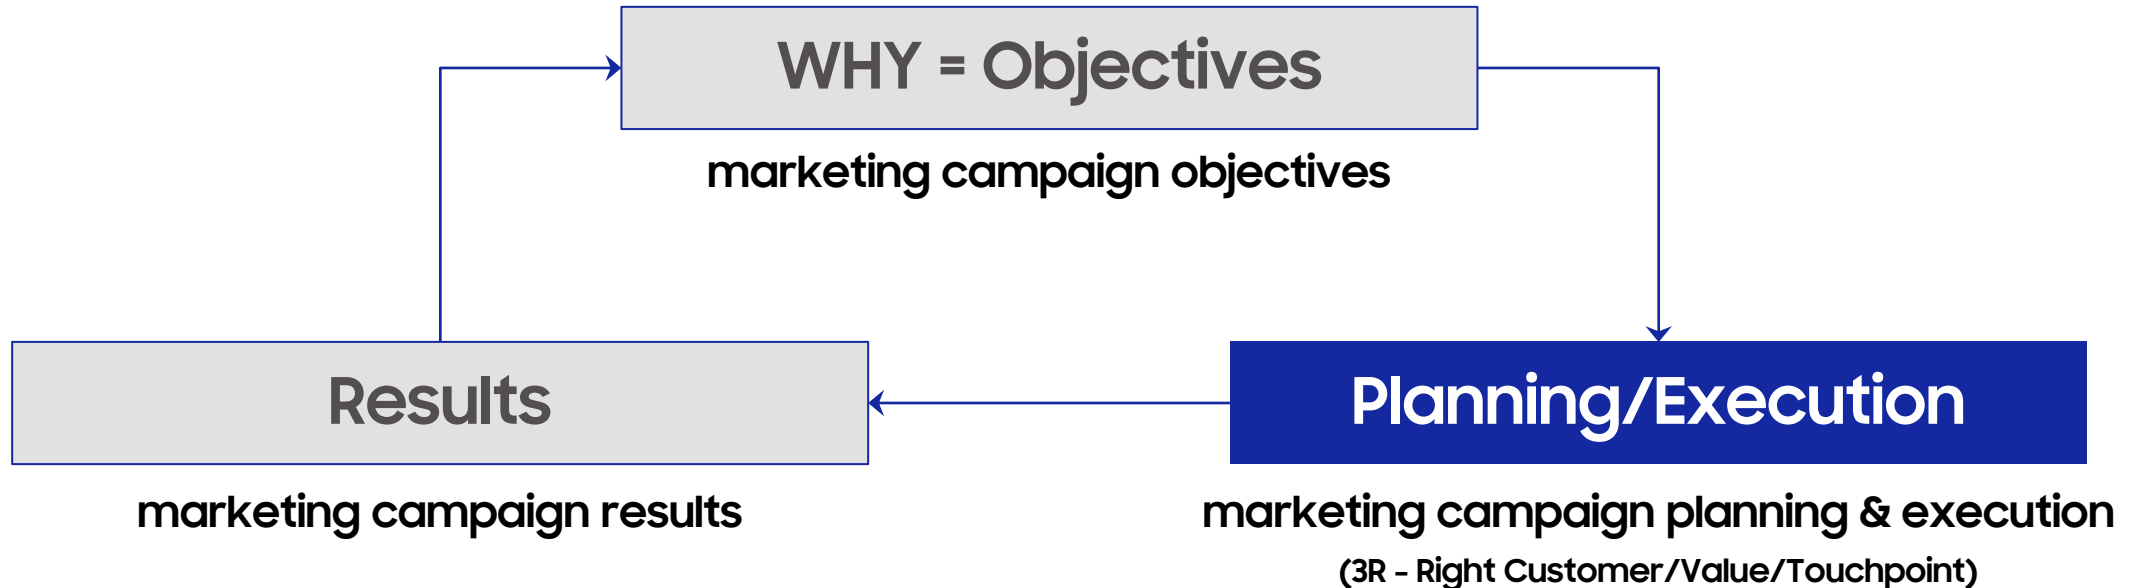 WHY = Objectives
marketing campaign objectives
Results
marketing campaign results
Planning/Execution
marketing campaign planning & execution
(3R - Right Customer/Value/Touchpoint)